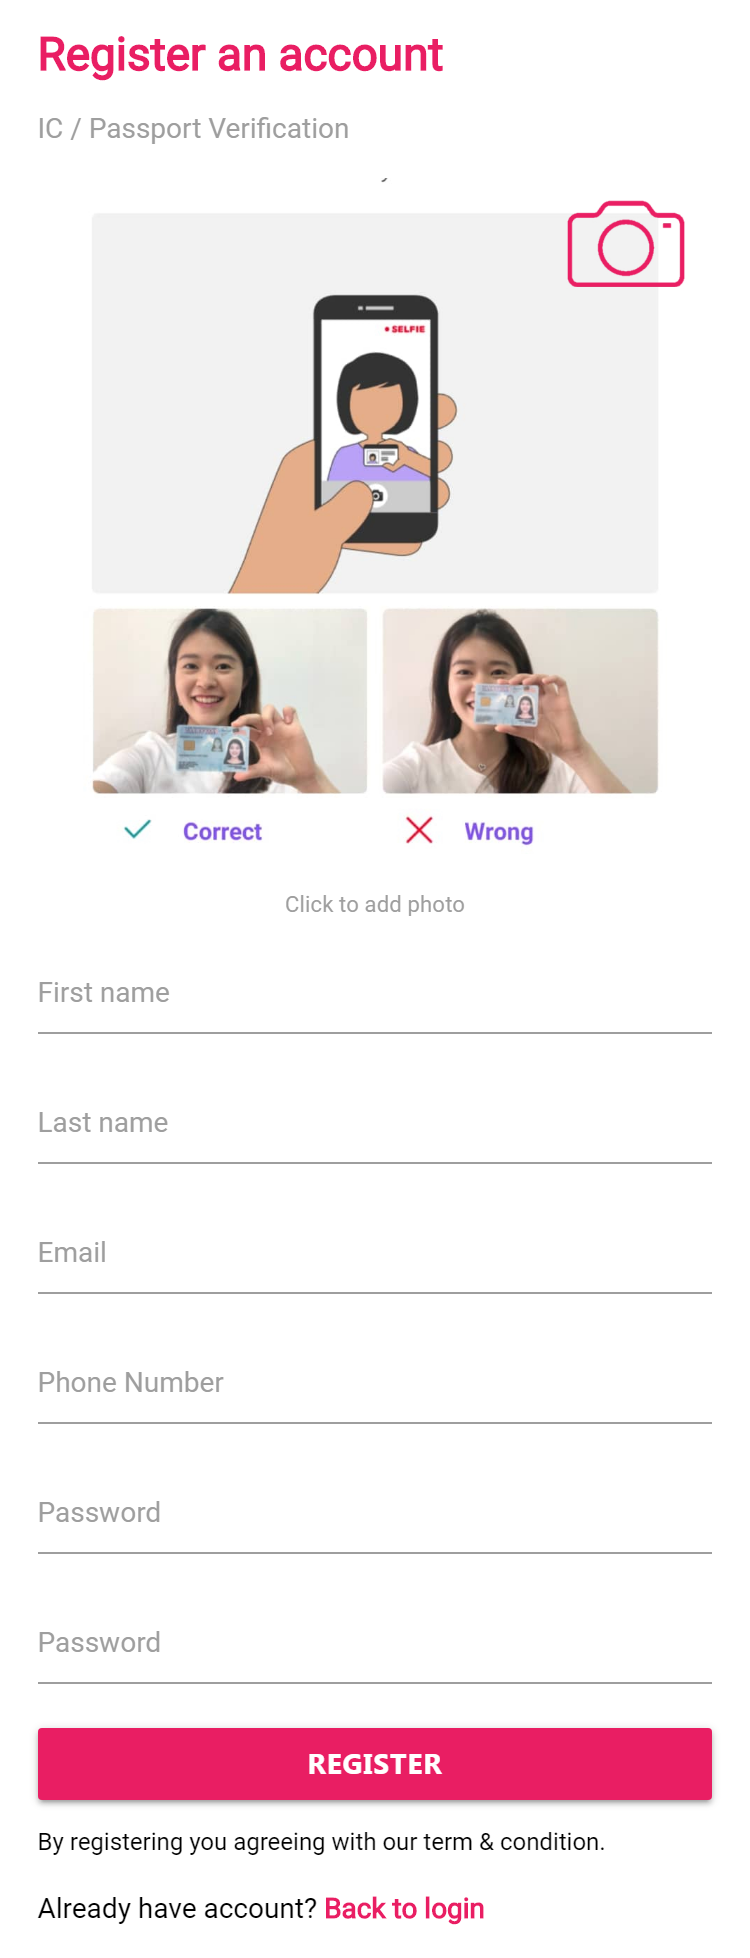 Register an account
IC / Passport Verification
SELFIE
Correct
Wrong
Click to add photo
First name
Last name
Email
Phone Number
Password
Password
REGISTER
By registering you agreeing with our term & condition.
Already have account? Back to login